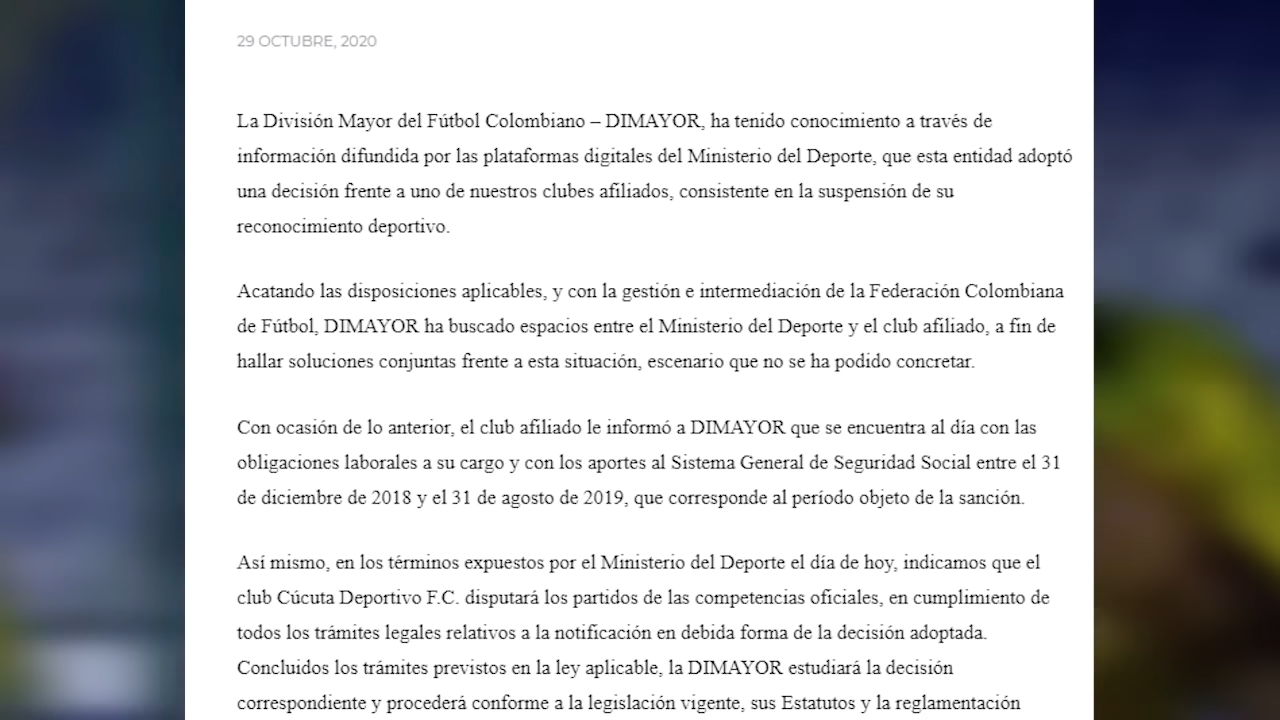 29 OCTUBRE, 2020
La División Mayor del Fútbol Colombiano – DIMAYOR, ha tenido conocimiento a través de
información difundida por las plataformas digitales del Ministerio del Deporte, que esta entidad adoptó
una decisión frente a uno de nuestros clubes afiliados, consistente en la suspensión de su
reconocimiento deportivo.
Acatando las disposiciones aplicables, y con la gestión e intermediación de la Federación Colombiana
de Fútbol, DIMAYOR ha buscado espacios entre el Ministerio del Deporte y el club afiliado, a fin de
hallar soluciones conjuntas frente a esta situación, escenario que no se ha podido concretar.
Con ocasión de lo anterior, el club afiliado le informó a DIMAYOR que se encuentra al día con las
obligaciones laborales a su cargo y con los aportes al Sistema General de Seguridad Social entre el 31
de diciembre de 2018 y el 31 de agosto de 2019, que corresponde al período objeto de la sanción.
Así mismo, en los términos expuestos por el Ministerio del Deporte el día de hoy, indicamos que el
club Cúcuta Deportivo F.C. disputará los partidos de las competencias oficiales, en cumplimiento de
todos los trámites legales relativos a la notificación en debida forma de la decisión adoptada.
Concluidos los trámites previstos en la ley aplicable, la DIMAYOR estudiará la decisión
correspondiente y procederá conforme a la legislación vigente, sus Estatutos y la reglamentación